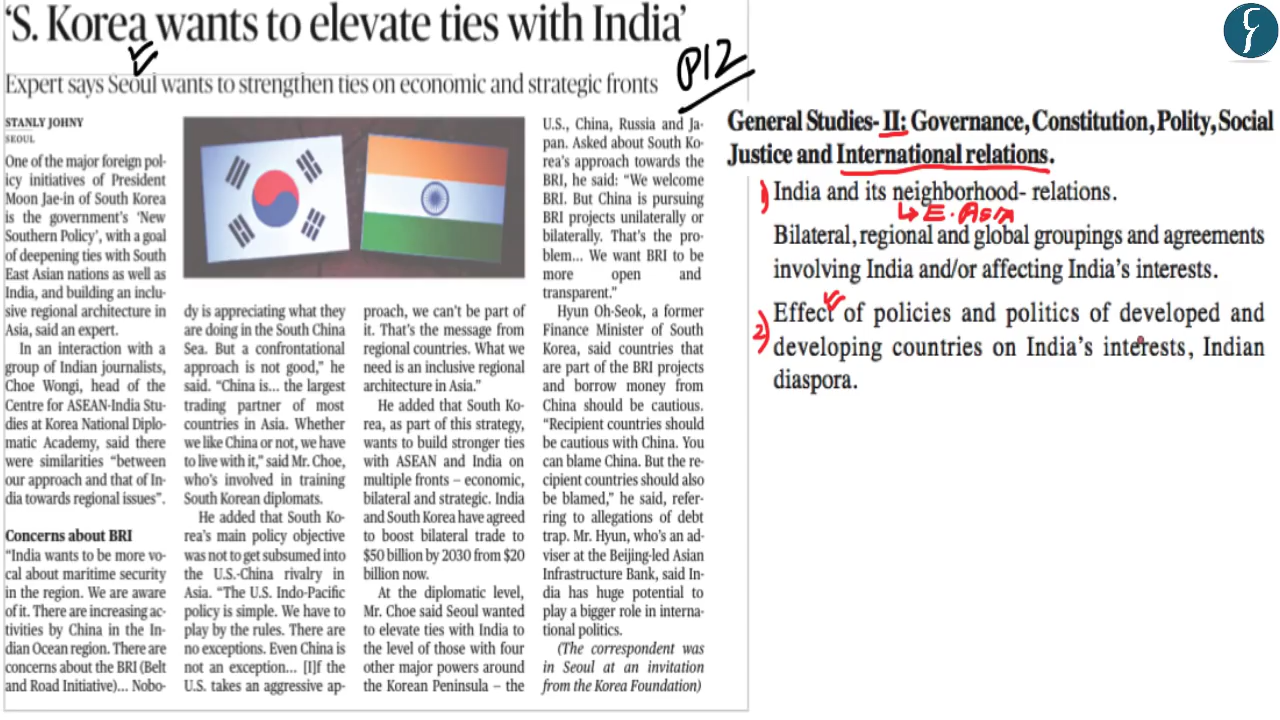 ‘S. Korea wants to elevate ties with India’
Expert says Seoul wants to strengthen ties on economic and strategic fronts
P12
STANLY JOHNY
SEOUL
One of the major foreign pol-
icy initiatives of President
Moon Jae-in of South Korea
is the government’s ‘New
Southern Policy’, with a goal
of deepening ties with South
East Asian nations as well as
India, and building an inclu-
sive regional architecture in
Asia, said an expert.
In an interaction with a
group of Indian journalists,
Choe Wongi, head of the
Centre for ASEAN-India Stu-
dies at Korea National Diplo-
matic Academy, said there
were similarities “between
our approach and that of In-
dia towards regional issues”.
Concerns about BRI
“India wants to be more vo-
cal about maritime security
in the region. We are aware
of it. There are increasing ac-
tivities by China in the In-
dian Ocean region. There are
concerns about the BRI (Belt
and Road Initiative)... Nobo-
dy is appreciating what they
are doing in the South China
Sea. But a confrontational
approach is not good,” he
said. “China is... the largest
trading partner of most
countries in Asia. Whether
we like China or not, we have
to live with it,” said Mr. Choe,
who’s involved in training
South Korean diplomats.
He added that South Ko-
rea’s main policy objective
was not to get subsumed into
the U.S.-China rivalry in
Asia. “The U.S. Indo-Pacific
policy is simple. We have to
play by the rules. There are
no exceptions. Even China is
not an exception... [I]f the
U.S. takes an aggressive ap-
proach, we can’t be part of
it. That’s the message from
regional countries. What we
need is an inclusive regional
architecture in Asia.”
He added that South Ko-
rea, as part of this strategy,
wants to build stronger ties
with ASEAN and India on
multiple fronts – economic,
bilateral and strategic. India
and South Korea have agreed
to boost bilateral trade to
$50 billion by 2030 from $20
billion now.
At the diplomatic level,
Mr. Choe said Seoul wanted
to elevate ties with India to
the level of those with four
other major powers around
the Korean Peninsula – the
U.S., China, Russia and Ja-
pan. Asked about South Ko-
rea’s approach towards the
BRI, he said: “We welcome
BRI. But China is pursuing
BRI projects unilaterally or
bilaterally. That’s the pro-
blem... We want BRI to be
more open and
transparent.”
Hyun Oh-Seok, a former
Finance Minister of South
Korea, said countries that
are part of the BRI projects
and borrow money from
China should be cautious.
“Recipient countries should
be cautious with China. You
can blame China. But the re-
cipient countries should also
be blamed,” he said, refer-
ring to allegations of debt
trap. Mr. Hyun, who’s an ad-
viser at the Beijing-led Asian
Infrastructure Bank, said In-
dia has huge potential to
play a bigger role in interna-
tional politics.
(The correspondent was
in Seoul at an invitation
from the Korea Foundation)
General Studies- II: Governance, Constitution, Polity, Social
Justice and International relations.
1) India and its neighborhood- relations.
↳ E. ASIA
Bilateral, regional and global groupings and agreements
involving India and/or affecting India’s interests.
2) Effect of policies and politics of developed and
developing countries on India’s interests, Indian
diaspora.